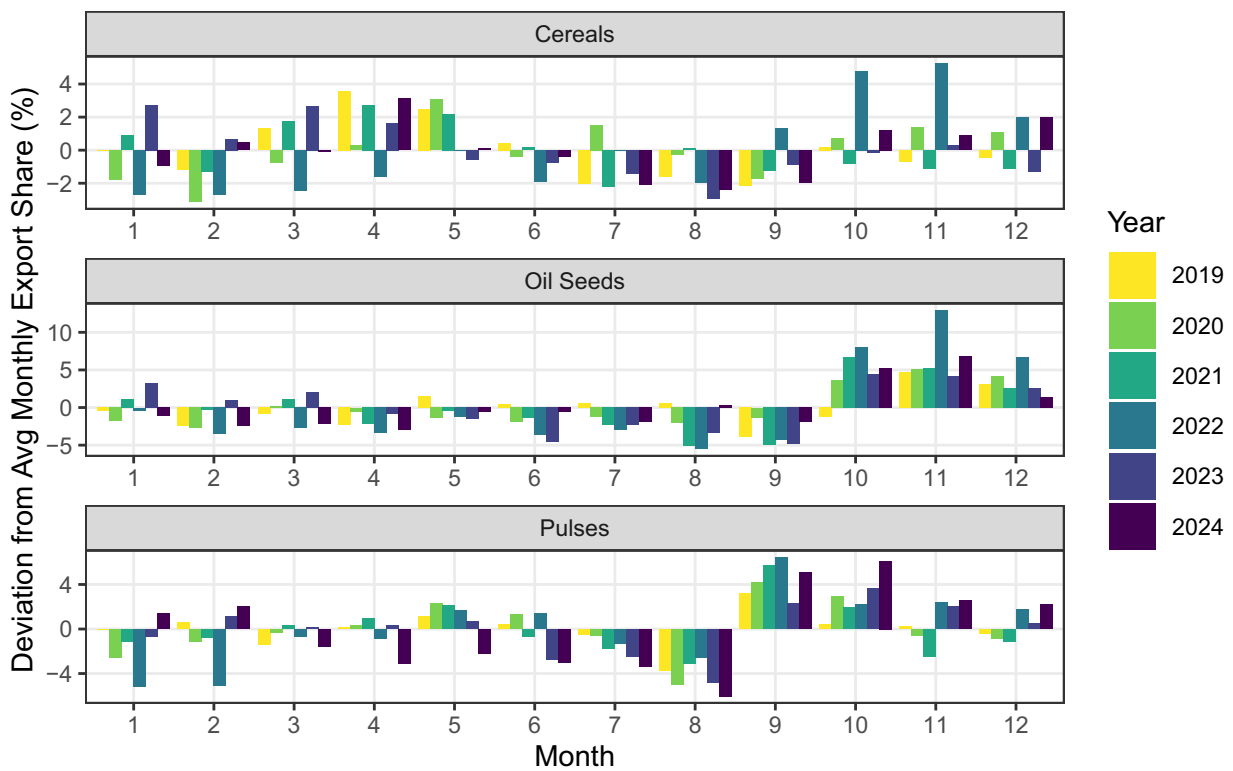 Cereals
4
2
0
−2
1 2 3 4 5 6 7 8 9 10 11 12
Oil Seeds
10
5
0
−5
1 2 3 4 5 6 7 8 9 10 11 12
Pulses
4
0
−4
1 2 3 4 5 6 7 8 9 10 11 12
Month
Deviation from Avg Monthly Export Share (%)
Year
2019
2020
2021
2022
2023
2024